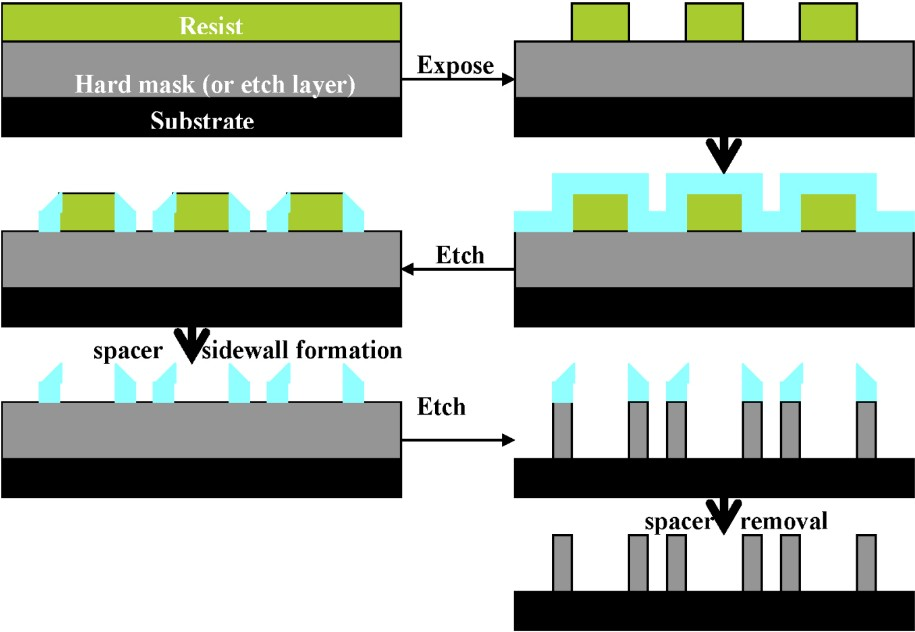 Resist
Hard mask (or etch layer)
Substrate
Expose
Etch
spacer sidewall formation
Etch
spacer removal